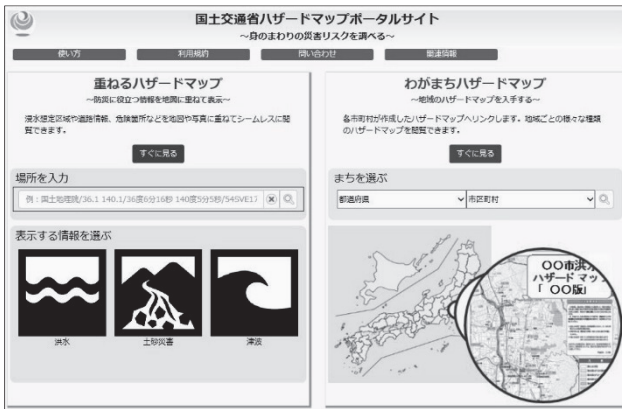 国土交通省ハザードマップポータルサイト
～身のまわりの災害リスクを調べる～
使い方
利用規約
問い合わせ
関連情報
重ねるハザードマップ
～防災に役立つ情報を地図に重ねて表示～
浸水想定区域や道路情報、危険箇所などを地図や写真に重ねてシームレスに閲
覧できます。
すぐに見る
場所を入力
例：国土地理院/36.1 140.1/36度6分16秒 140度5分5秒/54SVE17
表示する情報を選ぶ
洪水
土砂災害
津波
わがまちハザードマップ
～地域のハザードマップを入手する～
各市町村が作成したハザードマップへリンクします。地域ごとの様々な種類
のハザードマップを閲覧できます。
すぐに見る
まちを選ぶ
都道府県
市区町村
〇〇市洪水
ハザード マップ
「 〇〇版」